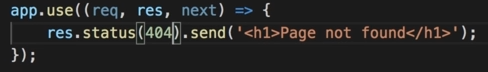 app.use((req, res, next) => {
    res.status(404).send('<h1>Page not found</h1>');
});